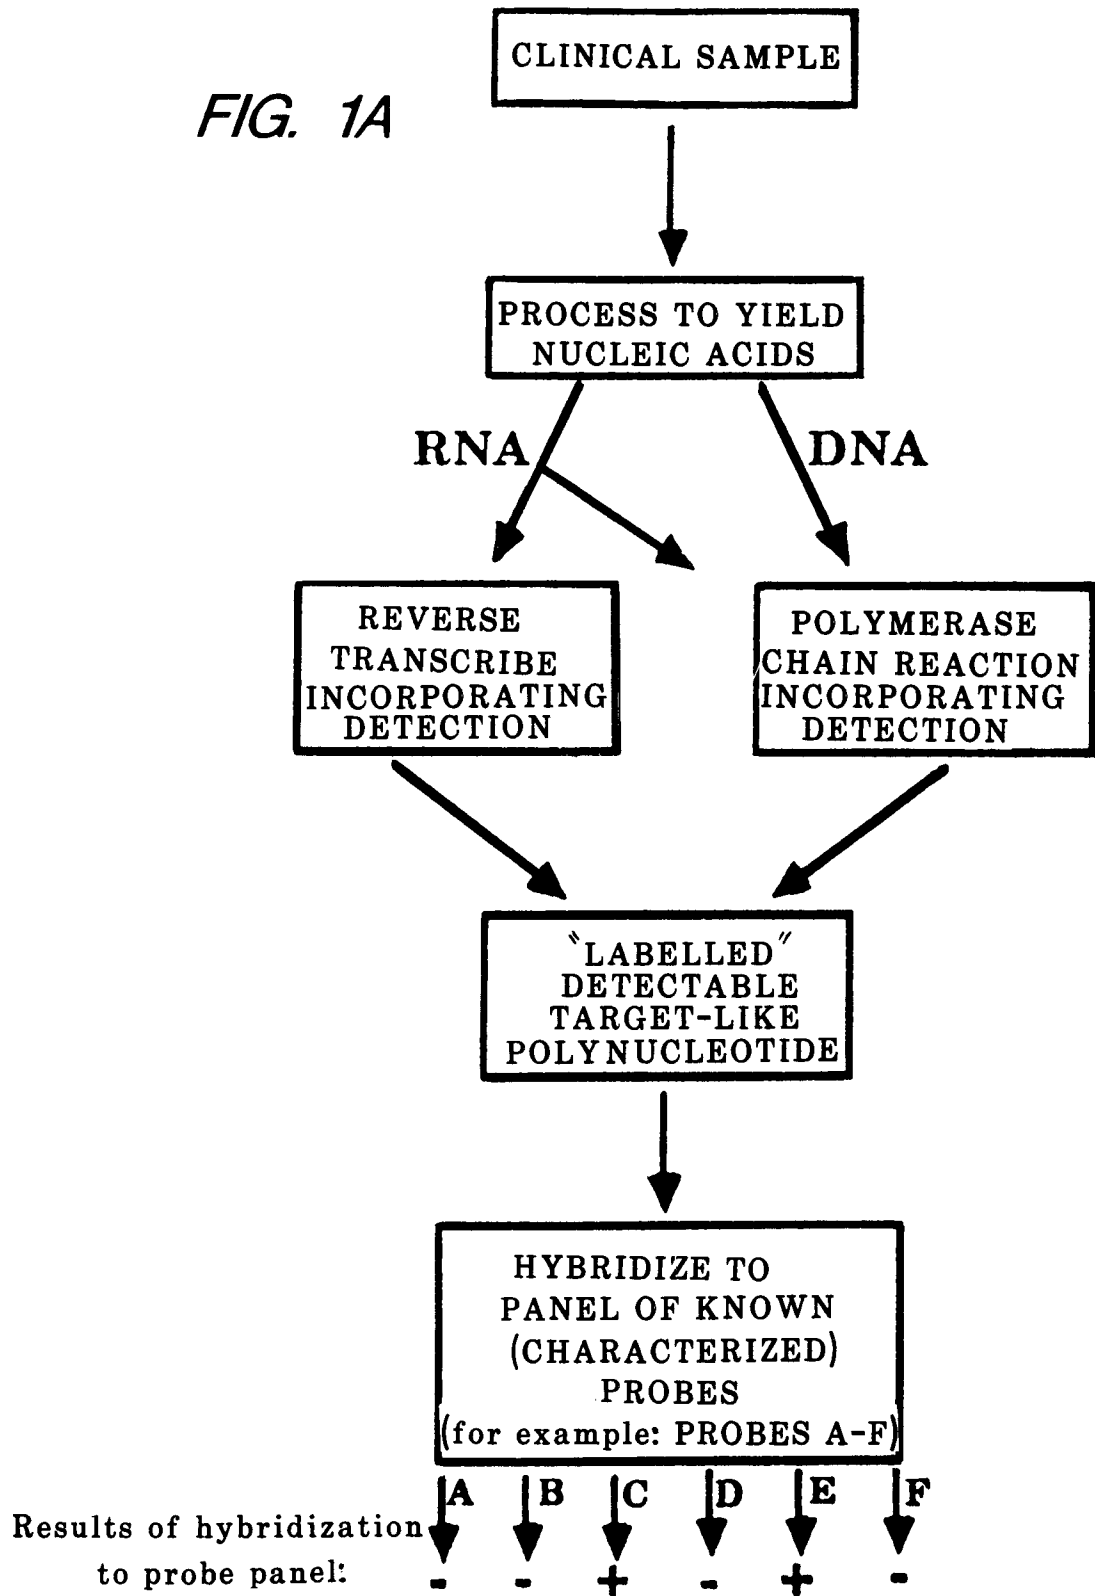 CLINICAL SAMPLE
FIG. 1A
PROCESS TO YIELD
NUCLEIC ACIDS
RNA
DNA
REVERSE
TRANSCRIBE
INCORPORATING
DETECTION
POLYMERASE
CHAIN REACTION
INCORPORATING
DETECTION
"LABELLED"
DETECTABLE
TARGET-LIKE
POLYNUCLEOTIDE
HYBRIDIZE TO
PANEL OF KNOWN
(CHARACTERIZED)
PROBES
(for example: PROBES A-F)
A B C D E F
Results of hybridization
to probe panel: - - + - + -